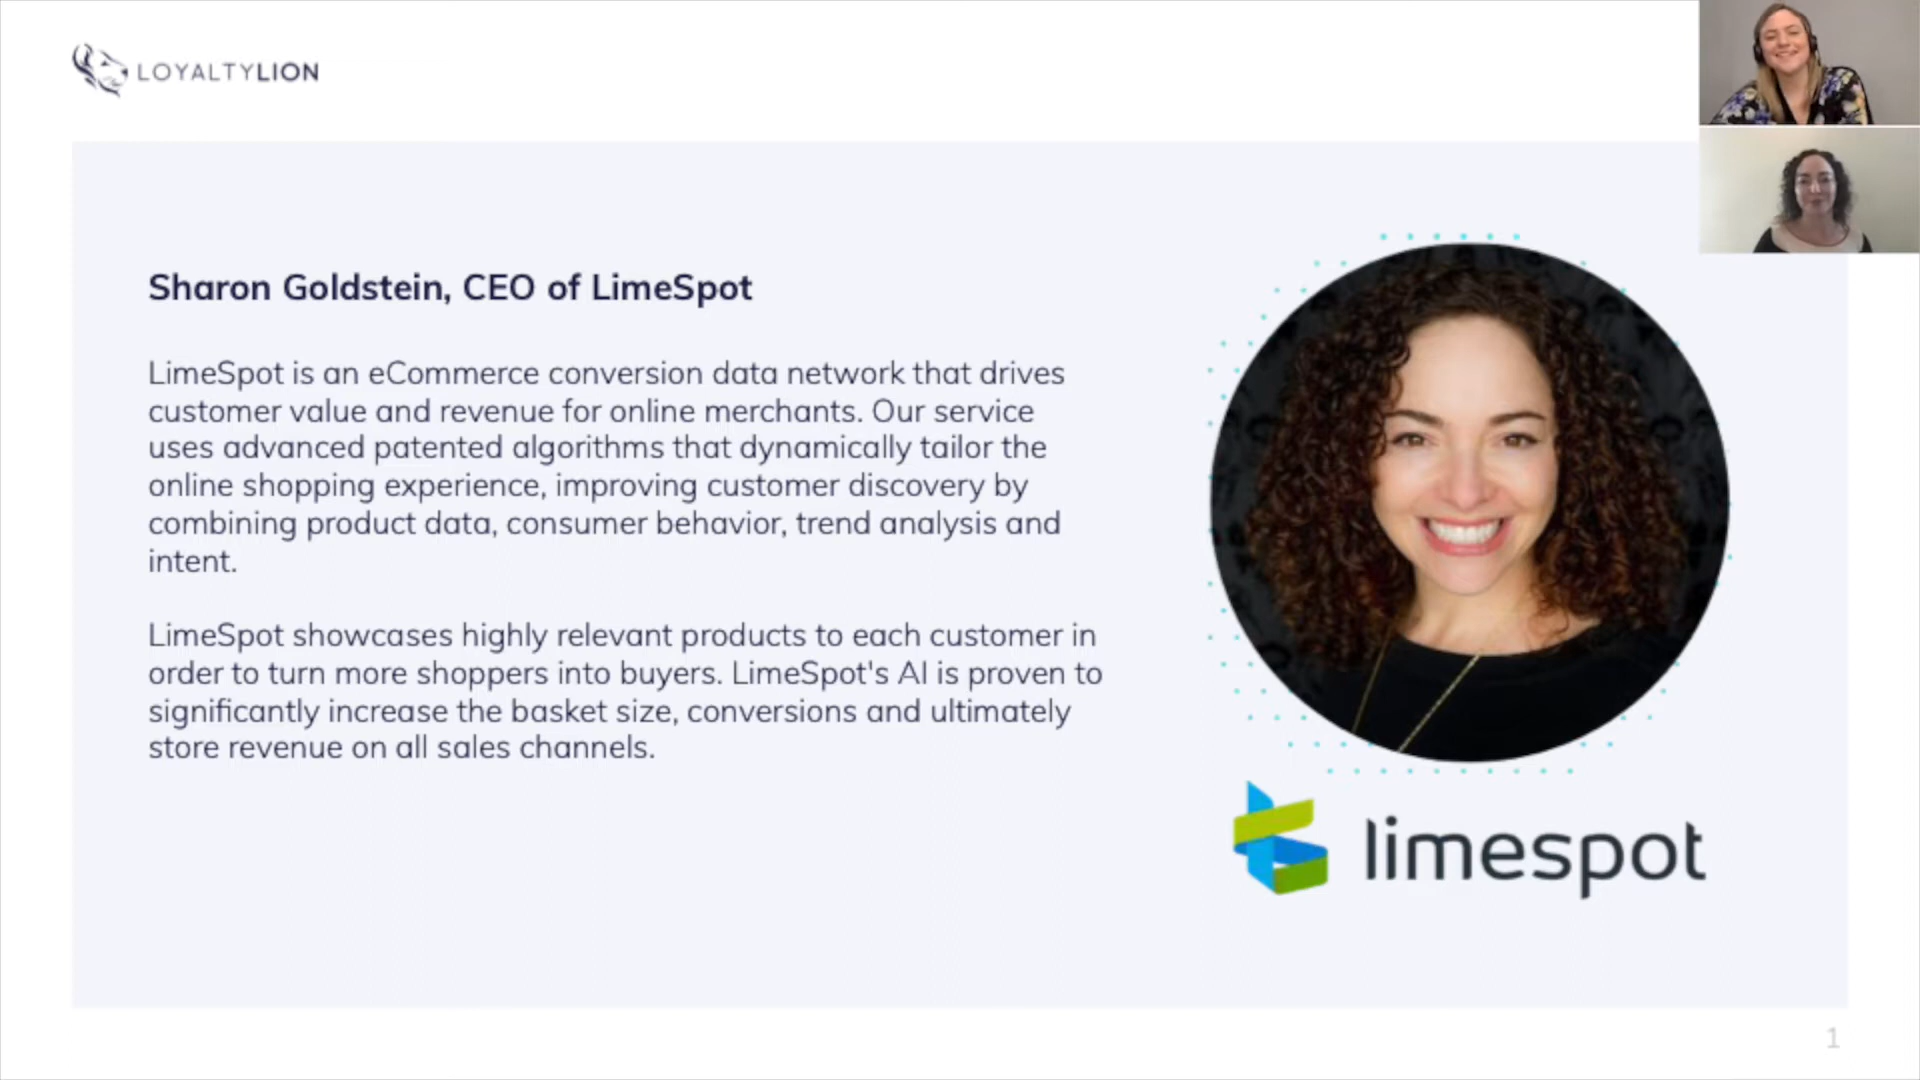 LOYALTYLION
Sharon Goldstein, CEO of LimeSpot
LimeSpot is an eCommerce conversion data network that drives
customer value and revenue for online merchants. Our service
uses advanced patented algorithms that dynamically tailor the
online shopping experience, improving customer discovery by
combining product data, consumer behavior, trend analysis and
intent.
LimeSpot showcases highly relevant products to each customer in
order to turn more shoppers into buyers. LimeSpot's AI is proven to
significantly increase the basket size, conversions and ultimately
store revenue on all sales channels.
limespot
1